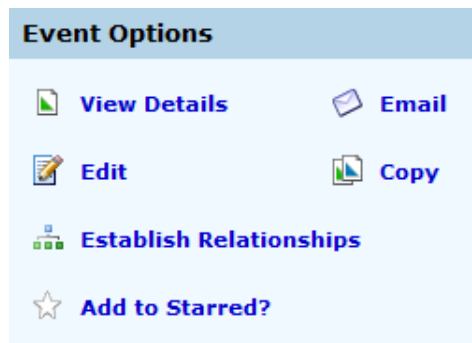 Event Options
View Details Email
Edit Copy
Establish Relationships
Add to Starred?